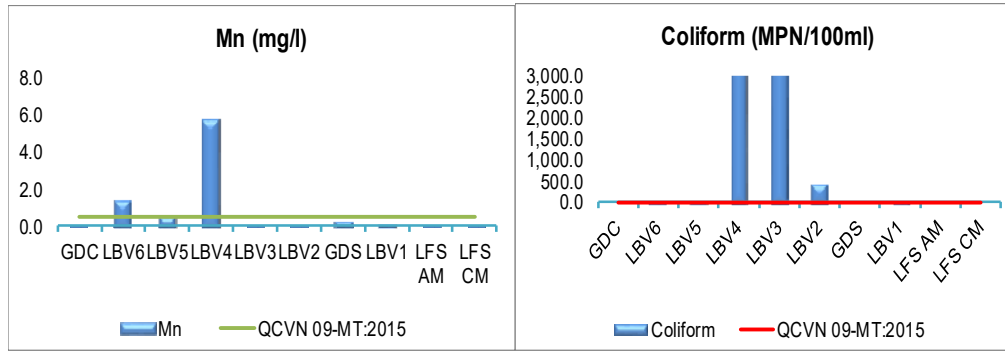 Mn (mg/l)
8.0
6.0
4.0
2.0
0.0
GDC LBV6 LBV5 LBV4 LBV3 LBV2 GDS LBV1 LFS LFS
AM CM
Mn QCVN 09-MT:2015
Coliform (MPN/100ml)
3,000.0
2,500.0
2,000.0
1,500.0
1,000.0
500.0
0.0
GDC LBV6 LBV5 LBV4 LBV3 LBV2 GDS LBV1 LFS AM LFS CM
Coliform QCVN 09-MT:2015